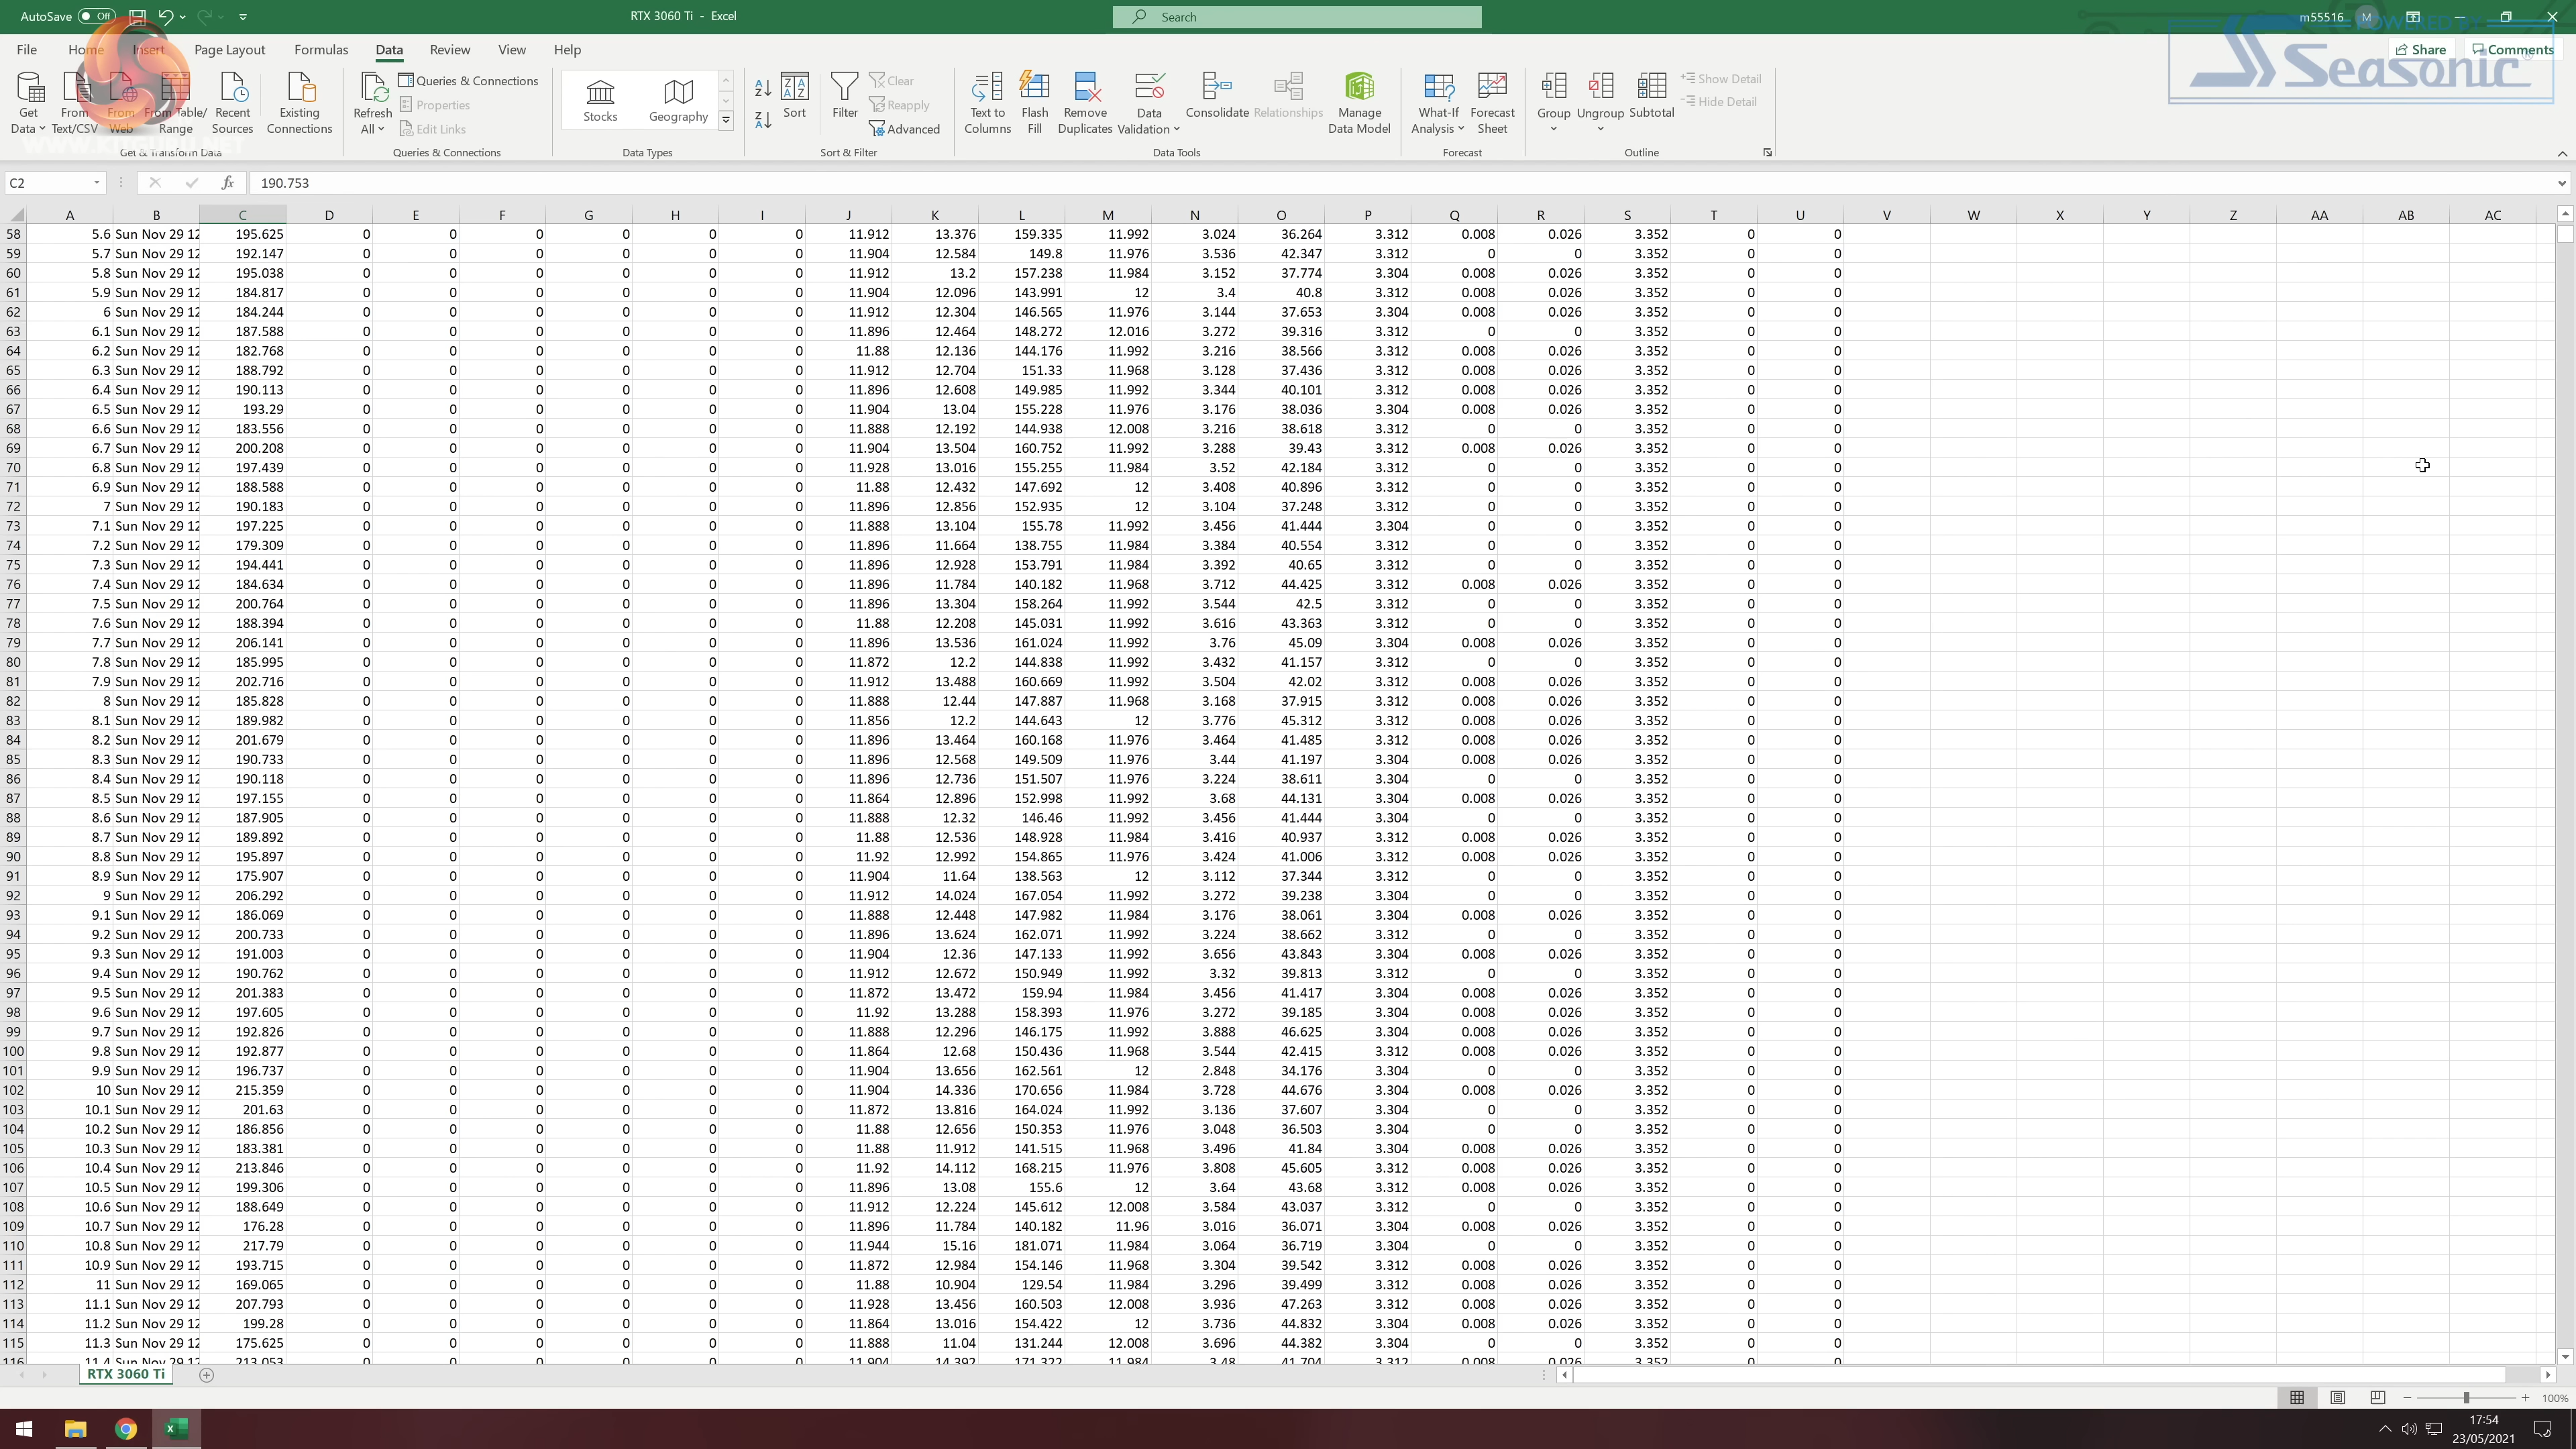 AutoSave Off RTX 3060 Ti - Excel Search m55516 M
POWERED BY
Seasonic
File Home Insert Page Layout Formulas Data Review View Help Share Comments
Get Data From Text/CSV From Web From Table/Range Recent Sources Existing Connections Refresh All Queries & Connections Properties Edit Links Stocks Geography Sort Filter Clear Reapply Advanced Text to Columns Flash Fill Remove Duplicates Data Validation Consolidate Relationships Manage Data Model What-If Analysis Forecast Sheet Group Ungroup Subtotal Show Detail Hide Detail
WWW.KITGURU.NET
Get & Transform Data Queries & Connections Data Types Sort & Filter Data Tools Forecast Outline
C2 fx 190.753
A B C D E F G H I J K L M N O P Q R S T U V W X Y Z AA AB AC
58 5.6 Sun Nov 29 12 195.625 0 0 0 0 0 0 11.912 13.376 159.335 11.992 3.024 36.264 3.312 0.008 0.026 3.352 0 0
59 5.7 Sun Nov 29 12 192.147 0 0 0 0 0 0 11.904 12.584 149.8 11.976 3.536 42.347 3.312 0 0 3.352 0 0
60 5.8 Sun Nov 29 12 195.038 0 0 0 0 0 0 11.912 13.2 157.238 11.984 3.152 37.774 3.304 0.008 0.026 3.352 0 0
61 5.9 Sun Nov 29 12 184.817 0 0 0 0 0 0 11.904 12.096 143.991 12 3.4 40.8 3.312 0.008 0.026 3.352 0 0
62 6 Sun Nov 29 12 184.244 0 0 0 0 0 0 11.912 12.304 146.565 11.976 3.144 37.653 3.304 0.008 0.026 3.352 0 0
63 6.1 Sun Nov 29 12 187.588 0 0 0 0 0 0 11.896 12.464 148.272 12.016 3.272 39.316 3.312 0 0 3.352 0 0
64 6.2 Sun Nov 29 12 182.768 0 0 0 0 0 0 11.88 12.136 144.176 11.992 3.216 38.566 3.312 0.008 0.026 3.352 0 0
65 6.3 Sun Nov 29 12 188.792 0 0 0 0 0 0 11.912 12.704 151.33 11.968 3.128 37.436 3.312 0.008 0.026 3.352 0 0
66 6.4 Sun Nov 29 12 190.113 0 0 0 0 0 0 11.896 12.608 149.985 11.992 3.344 40.101 3.312 0.008 0.026 3.352 0 0
67 6.5 Sun Nov 29 12 193.29 0 0 0 0 0 0 11.904 13.04 155.228 11.976 3.176 38.036 3.304 0.008 0.026 3.352 0 0
68 6.6 Sun Nov 29 12 183.556 0 0 0 0 0 0 11.888 12.192 144.938 12.008 3.216 38.618 3.312 0 0 3.352 0 0
69 6.7 Sun Nov 29 12 200.208 0 0 0 0 0 0 11.904 13.504 160.752 11.992 3.288 39.43 3.312 0.008 0.026 3.352 0 0
70 6.8 Sun Nov 29 12 197.439 0 0 0 0 0 0 11.928 13.016 155.255 11.984 3.52 42.184 3.312 0 0 3.352 0 0
71 6.9 Sun Nov 29 12 188.588 0 0 0 0 0 0 11.88 12.432 147.692 12 3.408 40.896 3.312 0 0 3.352 0 0
72 7 Sun Nov 29 12 190.183 0 0 0 0 0 0 11.896 12.856 152.935 12 3.104 37.248 3.312 0 0 3.352 0 0
73 7.1 Sun Nov 29 12 197.225 0 0 0 0 0 0 11.888 13.104 155.78 11.992 3.456 41.444 3.304 0 0 3.352 0 0
74 7.2 Sun Nov 29 12 179.309 0 0 0 0 0 0 11.896 11.664 138.755 11.984 3.384 40.554 3.312 0 0 3.352 0 0
75 7.3 Sun Nov 29 12 194.441 0 0 0 0 0 0 11.896 12.928 153.791 11.984 3.392 40.65 3.312 0 0 3.352 0 0
76 7.4 Sun Nov 29 12 184.634 0 0 0 0 0 0 11.896 11.784 140.182 11.968 3.712 44.425 3.312 0.008 0.026 3.352 0 0
77 7.5 Sun Nov 29 12 200.764 0 0 0 0 0 0 11.896 13.304 158.264 11.992 3.544 42.5 3.312 0 0 3.352 0 0
78 7.6 Sun Nov 29 12 188.394 0 0 0 0 0 0 11.88 12.208 145.031 11.992 3.616 43.363 3.312 0 0 3.352 0 0
79 7.7 Sun Nov 29 12 206.141 0 0 0 0 0 0 11.896 13.536 161.024 11.992 3.76 45.09 3.304 0.008 0.026 3.352 0 0
80 7.8 Sun Nov 29 12 185.995 0 0 0 0 0 0 11.872 12.2 144.838 11.992 3.432 41.157 3.312 0 0 3.352 0 0
81 7.9 Sun Nov 29 12 202.716 0 0 0 0 0 0 11.912 13.488 160.669 11.992 3.504 42.02 3.312 0.008 0.026 3.352 0 0
82 8 Sun Nov 29 12 185.828 0 0 0 0 0 0 11.888 12.44 147.887 11.968 3.168 37.915 3.312 0.008 0.026 3.352 0 0
83 8.1 Sun Nov 29 12 189.982 0 0 0 0 0 0 11.856 12.2 144.643 12 3.776 45.312 3.312 0.008 0.026 3.352 0 0
84 8.2 Sun Nov 29 12 201.679 0 0 0 0 0 0 11.896 13.464 160.168 11.976 3.464 41.485 3.312 0.008 0.026 3.352 0 0
85 8.3 Sun Nov 29 12 190.733 0 0 0 0 0 0 11.896 12.568 149.509 11.976 3.44 41.197 3.304 0.008 0.026 3.352 0 0
86 8.4 Sun Nov 29 12 190.118 0 0 0 0 0 0 11.896 12.736 151.507 11.976 3.224 38.611 3.304 0 0 3.352 0 0
87 8.5 Sun Nov 29 12 197.155 0 0 0 0 0 0 11.864 12.896 152.998 11.992 3.68 44.131 3.304 0.008 0.026 3.352 0 0
88 8.6 Sun Nov 29 12 187.905 0 0 0 0 0 0 11.888 12.32 146.46 11.992 3.456 41.444 3.304 0 0 3.352 0 0
89 8.7 Sun Nov 29 12 189.892 0 0 0 0 0 0 11.88 12.536 148.928 11.984 3.416 40.937 3.312 0.008 0.026 3.352 0 0
90 8.8 Sun Nov 29 12 195.897 0 0 0 0 0 0 11.92 12.992 154.865 11.976 3.424 41.006 3.312 0.008 0.026 3.352 0 0
91 8.9 Sun Nov 29 12 175.907 0 0 0 0 0 0 11.904 11.64 138.563 12 3.112 37.344 3.312 0 0 3.352 0 0
92 9 Sun Nov 29 12 206.292 0 0 0 0 0 0 11.912 14.024 167.054 11.992 3.272 39.238 3.304 0 0 3.352 0 0
93 9.1 Sun Nov 29 12 186.069 0 0 0 0 0 0 11.888 12.448 147.982 11.984 3.176 38.061 3.304 0.008 0.026 3.352 0 0
94 9.2 Sun Nov 29 12 200.733 0 0 0 0 0 0 11.896 13.624 162.071 11.992 3.224 38.662 3.312 0 0 3.352 0 0
95 9.3 Sun Nov 29 12 191.003 0 0 0 0 0 0 11.904 12.36 147.133 11.992 3.656 43.843 3.304 0.008 0.026 3.352 0 0
96 9.4 Sun Nov 29 12 190.762 0 0 0 0 0 0 11.912 12.672 150.949 11.992 3.32 39.813 3.312 0 0 3.352 0 0
97 9.5 Sun Nov 29 12 201.383 0 0 0 0 0 0 11.872 13.472 159.94 11.984 3.456 41.417 3.304 0.008 0.026 3.352 0 0
98 9.6 Sun Nov 29 12 197.605 0 0 0 0 0 0 11.92 13.288 158.393 11.976 3.272 39.185 3.304 0.008 0.026 3.352 0 0
99 9.7 Sun Nov 29 12 192.826 0 0 0 0 0 0 11.888 12.296 146.175 11.992 3.888 46.625 3.304 0.008 0.026 3.352 0 0
100 9.8 Sun Nov 29 12 192.877 0 0 0 0 0 0 11.864 12.68 150.436 11.968 3.544 42.415 3.312 0.008 0.026 3.352 0 0
101 9.9 Sun Nov 29 12 196.737 0 0 0 0 0 0 11.904 13.656 162.561 12 2.848 34.176 3.304 0 0 3.352 0 0
102 10 Sun Nov 29 12 215.359 0 0 0 0 0 0 11.904 14.336 170.656 11.984 3.728 44.676 3.304 0.008 0.026 3.352 0 0
103 10.1 Sun Nov 29 12 201.63 0 0 0 0 0 0 11.872 13.816 164.024 11.992 3.136 37.607 3.304 0 0 3.352 0 0
104 10.2 Sun Nov 29 12 186.856 0 0 0 0 0 0 11.88 12.656 150.353 11.976 3.048 36.503 3.304 0 0 3.352 0 0
105 10.3 Sun Nov 29 12 183.381 0 0 0 0 0 0 11.88 11.912 141.515 11.968 3.496 41.84 3.304 0.008 0.026 3.352 0 0
106 10.4 Sun Nov 29 12 213.846 0 0 0 0 0 0 11.92 14.112 168.215 11.976 3.808 45.605 3.312 0.008 0.026 3.352 0 0
107 10.5 Sun Nov 29 12 199.306 0 0 0 0 0 0 11.896 13.08 155.6 12 3.64 43.68 3.312 0.008 0.026 3.352 0 0
108 10.6 Sun Nov 29 12 188.649 0 0 0 0 0 0 11.912 12.224 145.612 12.008 3.584 43.037 3.312 0 0 3.352 0 0
109 10.7 Sun Nov 29 12 176.28 0 0 0 0 0 0 11.896 11.784 140.182 11.96 3.016 36.071 3.304 0.008 0.026 3.352 0 0
110 10.8 Sun Nov 29 12 217.79 0 0 0 0 0 0 11.944 15.16 181.071 11.984 3.064 36.719 3.304 0 0 3.352 0 0
111 10.9 Sun Nov 29 12 193.715 0 0 0 0 0 0 11.872 12.984 154.146 11.968 3.304 39.542 3.312 0.008 0.026 3.352 0 0
112 11 Sun Nov 29 12 169.065 0 0 0 0 0 0 11.88 10.904 129.54 11.984 3.296 39.499 3.312 0.008 0.026 3.352 0 0
113 11.1 Sun Nov 29 12 207.793 0 0 0 0 0 0 11.928 13.456 160.503 12.008 3.936 47.263 3.312 0.008 0.026 3.352 0 0
114 11.2 Sun Nov 29 12 199.28 0 0 0 0 0 0 11.864 13.016 154.422 12 3.736 44.832 3.312 0.008 0.026 3.352 0 0
115 11.3 Sun Nov 29 12 175.625 0 0 0 0 0 0 11.888 11.04 131.244 12.008 3.696 44.382 3.304 0 0 3.352 0 0
116 11.4 Sun Nov 29 12 213.053 0 0 0 0 0 0 11.904 14.392 171.322 11.984 3.48 41.704 3.312 0.008 0.026 3.352 0 0
RTX 3060 Ti
100%
17:54
23/05/2021